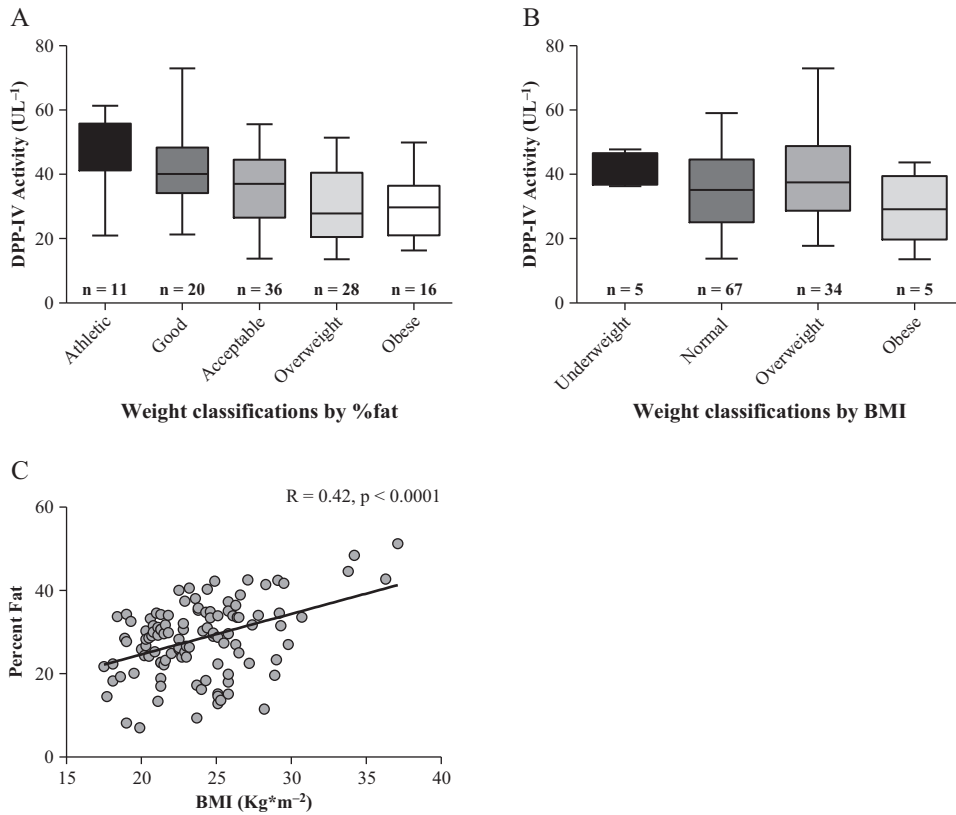 A
DPP-IV Activity (UL⁻¹)
80
60
40
20
0
n = 11 n = 20 n = 36 n = 28 n = 16
Athletic Good Acceptable Overweight Obese
Weight classifications by %fat
B
DPP-IV Activity (UL⁻¹)
80
60
40
20
0
n = 5 n = 67 n = 34 n = 5
Underweight Normal Overweight Obese
Weight classifications by BMI
C
R = 0.42, p < 0.0001
Percent Fat
60
40
20
0
15 20 25 30 35 40
BMI (Kg*m⁻²)